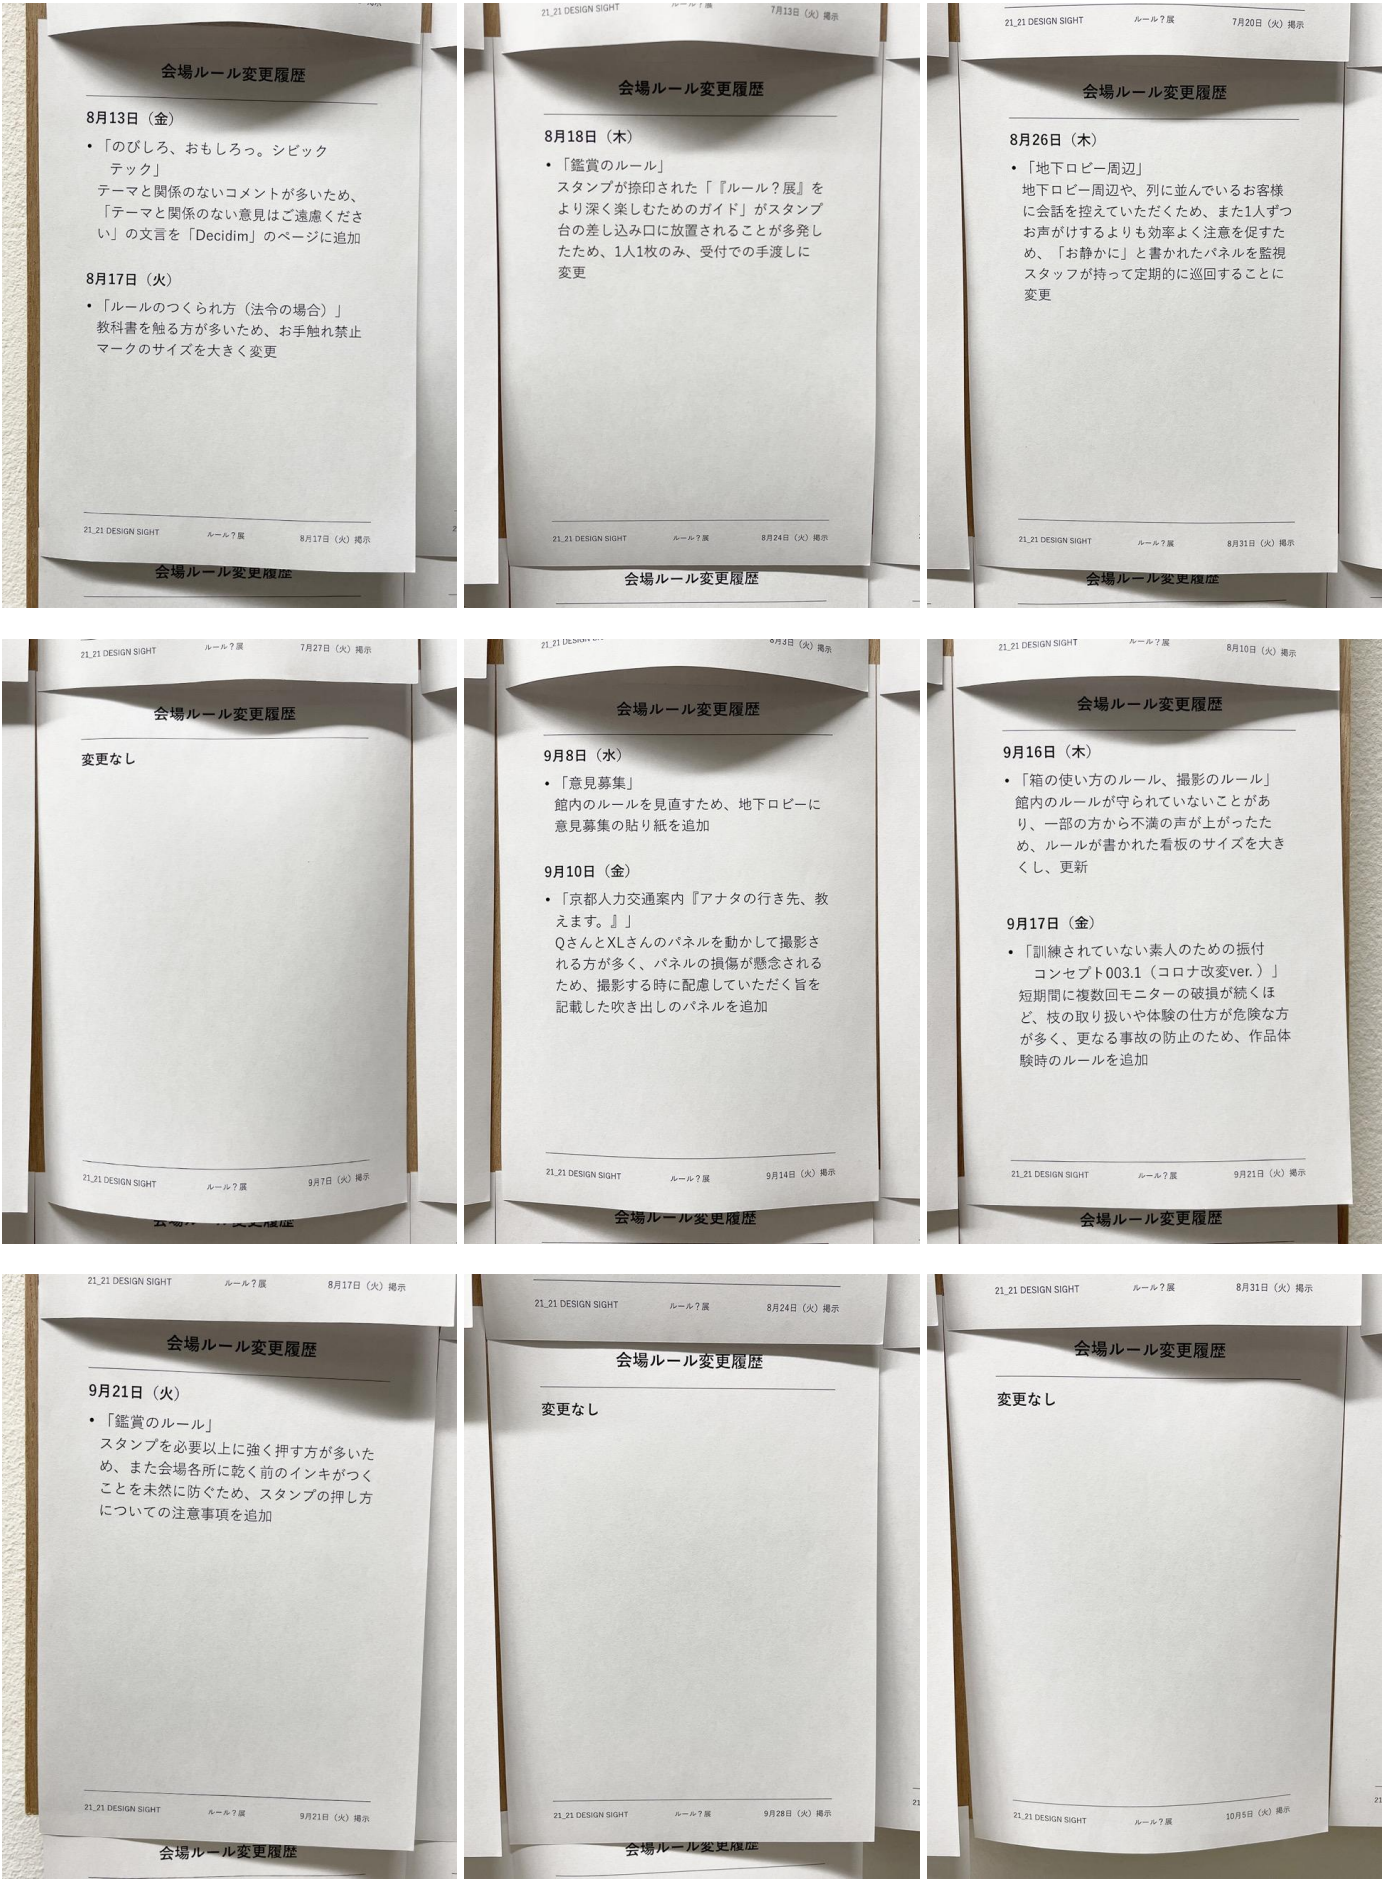 掲示
会場ルール変更履歴
8月13日（金）
• 「のびしろ、おもしろっ。シビック
テック」
テーマと関係のないコメントが多いため、
「テーマと関係のない意見はご遠慮くださ
い」の文言を「Decidim」のページに追加
8月17日（火）
• 「ルールのつくられ方（法令の場合）」
教科書を触る方が多いため、お手触れ禁止
マークのサイズを大きく変更
21_21 DESIGN SIGHT ルール？展 8月17日（火）掲示
会場ルール変更履歴
21_21 DESIGN SIGHT ルール？展 7月13日（火）掲示
会場ルール変更履歴
8月18日（木）
• 「鑑賞のルール」
スタンプが捺印された「『ルール？展』を
より深く楽しむためのガイド」がスタンプ
台の差し込み口に放置されることが多発し
たため、1人1枚のみ、受付での手渡しに
変更
21_21 DESIGN SIGHT ルール？展 8月24日（火）掲示
会場ルール変更履歴
21_21 DESIGN SIGHT ルール？展 7月20日（火）掲示
会場ルール変更履歴
8月26日（木）
• 「地下ロビー周辺」
地下ロビー周辺や、列に並んでいるお客様
に会話を控えていただくため、また1人ずつ
お声がけするよりも効率よく注意を促すた
め、「お静かに」と書かれたパネルを監視
スタッフが持って定期的に巡回することに
変更
21_21 DESIGN SIGHT ルール？展 8月31日（火）掲示
会場ルール変更履歴
21_21 DESIGN SIGHT ルール？展 7月27日（火）掲示
会場ルール変更履歴
変更なし
21_21 DESIGN SIGHT ルール？展 9月7日（火）掲示
会場ルール変更履歴
21_21 DESIGN SIGHT 8月3日（火）掲示
会場ルール変更履歴
9月8日（水）
• 「意見募集」
館内のルールを見直すため、地下ロビーに
意見募集の貼り紙を追加
9月10日（金）
• 「京都人力交通案内『アナタの行き先、教
えます。』」
QさんとXLさんのパネルを動かして撮影さ
れる方が多く、パネルの損傷が懸念される
ため、撮影する時に配慮していただく旨を
記載した吹き出しのパネルを追加
21_21 DESIGN SIGHT ルール？展 9月14日（火）掲示
会場ルール変更履歴
21_21 DESIGN SIGHT ルール？展 8月10日（火）掲示
会場ルール変更履歴
9月16日（木）
• 「箱の使い方のルール、撮影のルール」
館内のルールが守られていないことがあ
り、一部の方から不満の声が上がったた
め、ルールが書かれた看板のサイズを大き
くし、更新
9月17日（金）
• 「訓練されていない素人のための振付
コンセプト003.1（コロナ改変ver. ）」
短期間に複数回モニターの破損が続くほ
ど、枝の取り扱いや体験の仕方が危険な方
が多く、更なる事故の防止のため、作品体
験時のルールを追加
21_21 DESIGN SIGHT ルール？展 9月21日（火）掲示
会場ルール変更履歴
21_21 DESIGN SIGHT ルール？展 8月17日（火）掲示
会場ルール変更履歴
9月21日（火）
• 「鑑賞のルール」
スタンプを必要以上に強く押す方が多いた
め、また会場各所に乾く前のインキがつく
ことを未然に防ぐため、スタンプの押し方
についての注意事項を追加
21_21 DESIGN SIGHT ルール？展 9月21日（火）掲示
会場ルール変更履歴
21_21 DESIGN SIGHT ルール？展 8月24日（火）掲示
会場ルール変更履歴
変更なし
21_21 DESIGN SIGHT ルール？展 9月28日（火）掲示
会場ルール変更履歴
21_21 DESIGN SIGHT ルール？展 8月31日（火）掲示
会場ルール変更履歴
変更なし
21_21 DESIGN SIGHT ルール？展 10月5日（火）掲示